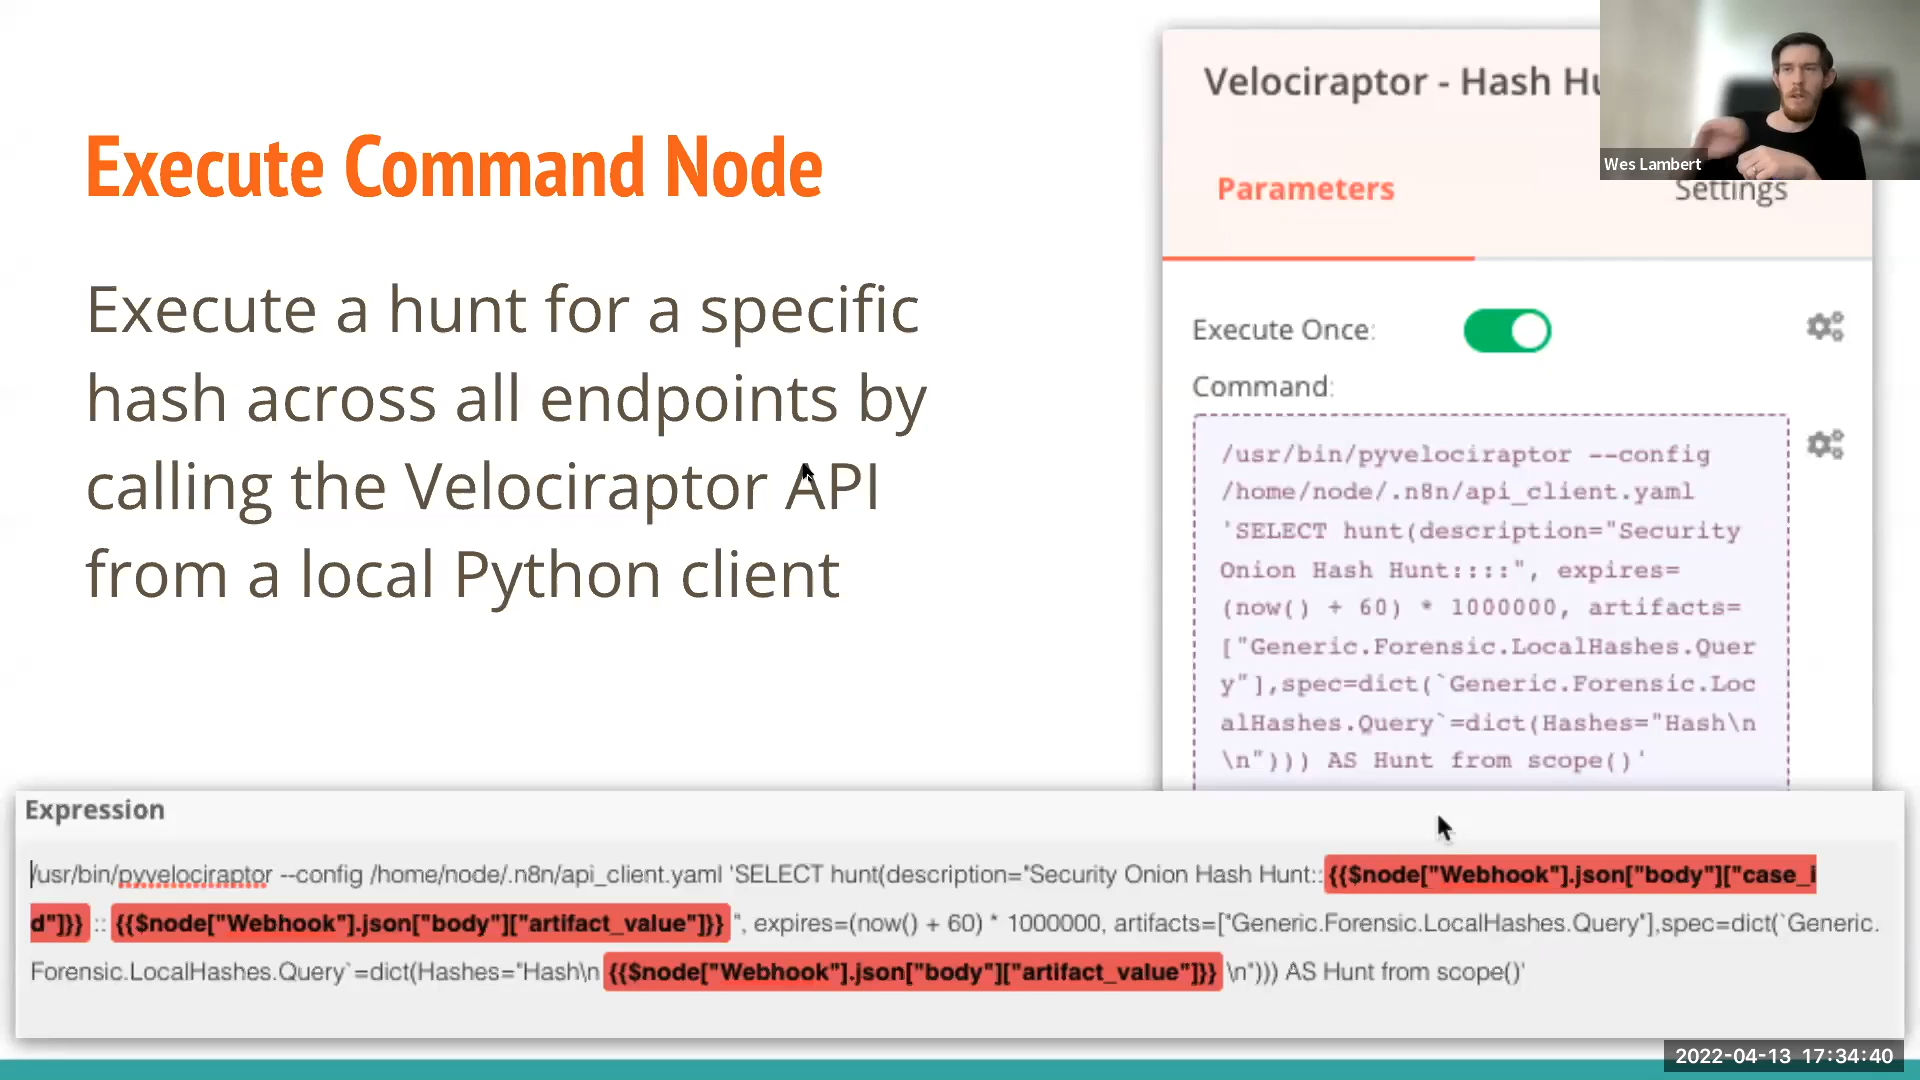 Execute Command Node
Execute a hunt for a specific
hash across all endpoints by
calling the Velociraptor API
from a local Python client
Velociraptor - Hash
Wes Lambert
Parameters
Settings
Execute Once:
Command:
/usr/bin/pyvelociraptor --config
/home/node/.n8n/api_client.yaml
'SELECT hunt(description="Security
Onion Hash Hunt::::", expires=
(now() + 60) * 1000000, artifacts=
["Generic.Forensic.LocalHashes.Quer
y"],spec=dict(`Generic.Forensic.Loc
alHashes.Query`=dict(Hashes="Hash\n
\n"))) AS Hunt from scope()'
Expression
/usr/bin/pyvelociraptor --config /home/node/.n8n/api_client.yaml 'SELECT hunt(description="Security Onion Hash Hunt::{{$node["Webhook"].json["body"]["case_i
d"]}} :: {{$node["Webhook"].json["body"]["artifact_value"]}} ", expires=(now() + 60) * 1000000, artifacts=["Generic.Forensic.LocalHashes.Query"],spec=dict(`Generic.
Forensic.LocalHashes.Query`=dict(Hashes="Hash\n {{$node["Webhook"].json["body"]["artifact_value"]}} \n"))) AS Hunt from scope()'
2022-04-13 17:34:40